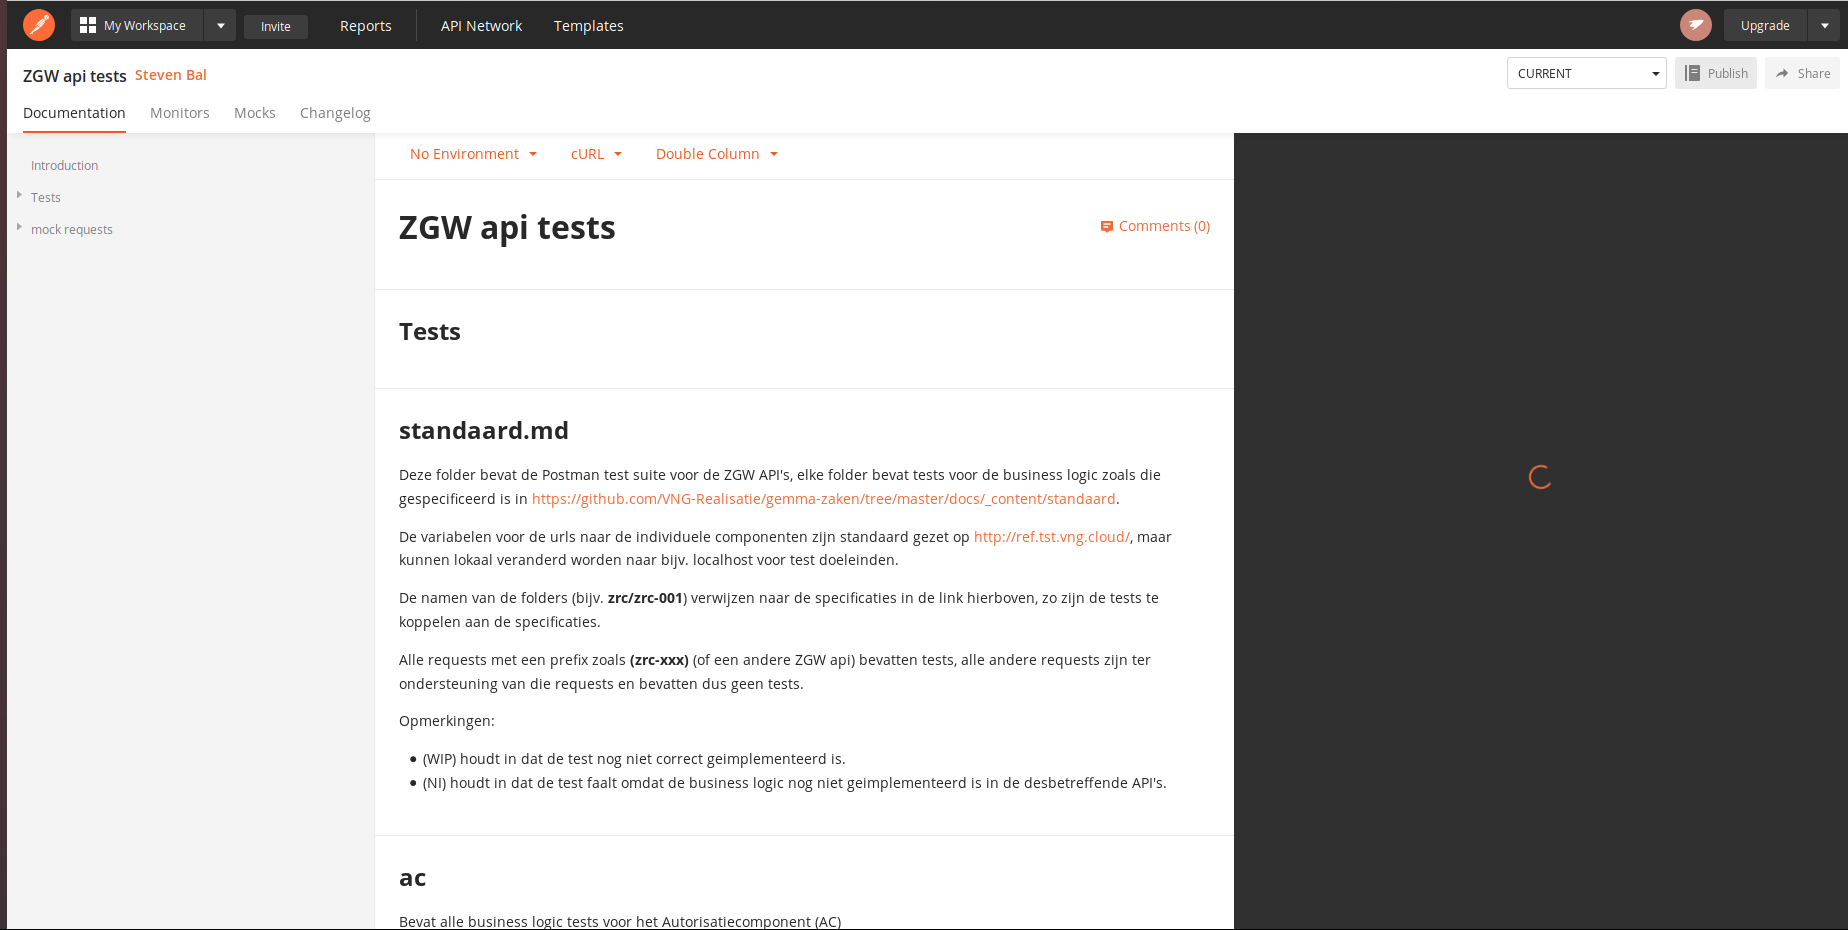 My Workspace
Invite
Reports
API Network
Templates
Upgrade
ZGW api tests Steven Bal
CURRENT
Publish
Share
Documentation
Monitors
Mocks
Changelog
Introduction
Tests
mock requests
No Environment
cURL
Double Column
ZGW api tests
Comments (0)
Tests
standaard.md
Deze folder bevat de Postman test suite voor de ZGW API's, elke folder bevat tests voor de business logic zoals die
gespecificeerd is in https://github.com/VNG-Realisatie/gemma-zaken/tree/master/docs/_content/standaard.
De variabelen voor de urls naar de individuele componenten zijn standaard gezet op http://ref.tst.vng.cloud/, maar
kunnen lokaal veranderd worden naar bijv. localhost voor test doeleinden.
De namen van de folders (bijv. zrc/zrc-001) verwijzen naar de specificaties in de link hierboven, zo zijn de tests te
koppelen aan de specificaties.
Alle requests met een prefix zoals (zrc-xxx) (of een andere ZGW api) bevatten tests, alle andere requests zijn ter
ondersteuning van die requests en bevatten dus geen tests.
Opmerkingen:
• (WIP) houdt in dat de test nog niet correct geimplementeerd is.
• (NI) houdt in dat de test faalt omdat de business logic nog niet geimplementeerd is in de desbetreffende API's.
ac
Bevat alle business logic tests voor het Autorisatiecomponent (AC)